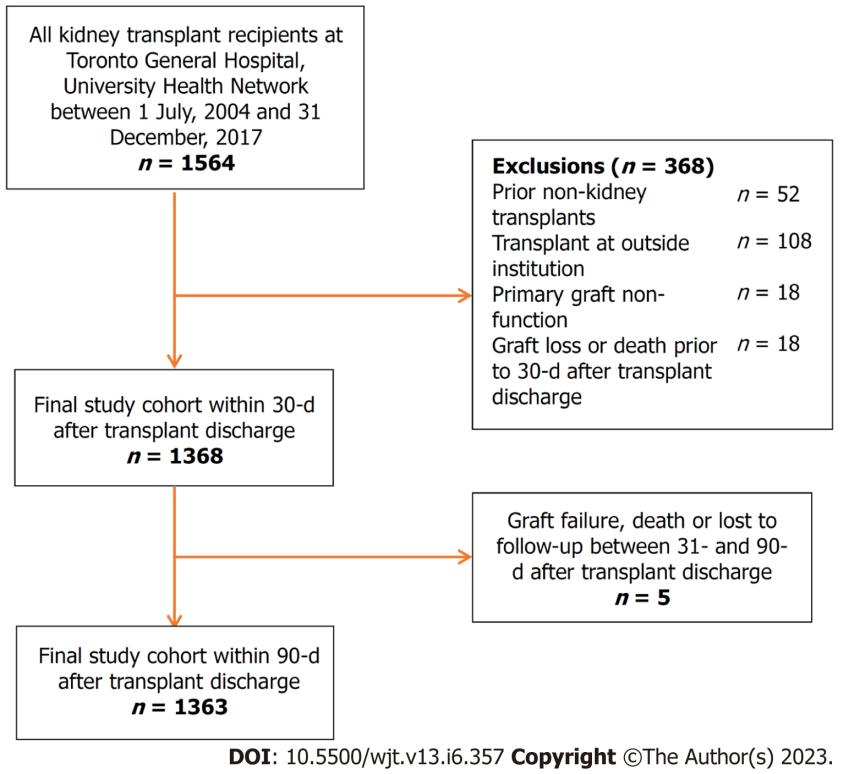 All kidney transplant recipients at
Toronto General Hospital,
University Health Network
between 1 July, 2004 and 31
December, 2017
n = 1564
Exclusions (n = 368)
Prior non-kidney n = 52
transplants
Transplant at outside n = 108
institution
Primary graft non- n = 18
function
Graft loss or death prior n = 18
to 30-d after transplant
discharge
Final study cohort within 30-d
after transplant discharge
n = 1368
Graft failure, death or lost to
follow-up between 31- and 90-
d after transplant discharge
n = 5
Final study cohort within 90-d
after transplant discharge
n = 1363
DOI: 10.5500/wjt.v13.i6.357 Copyright ©The Author(s) 2023.